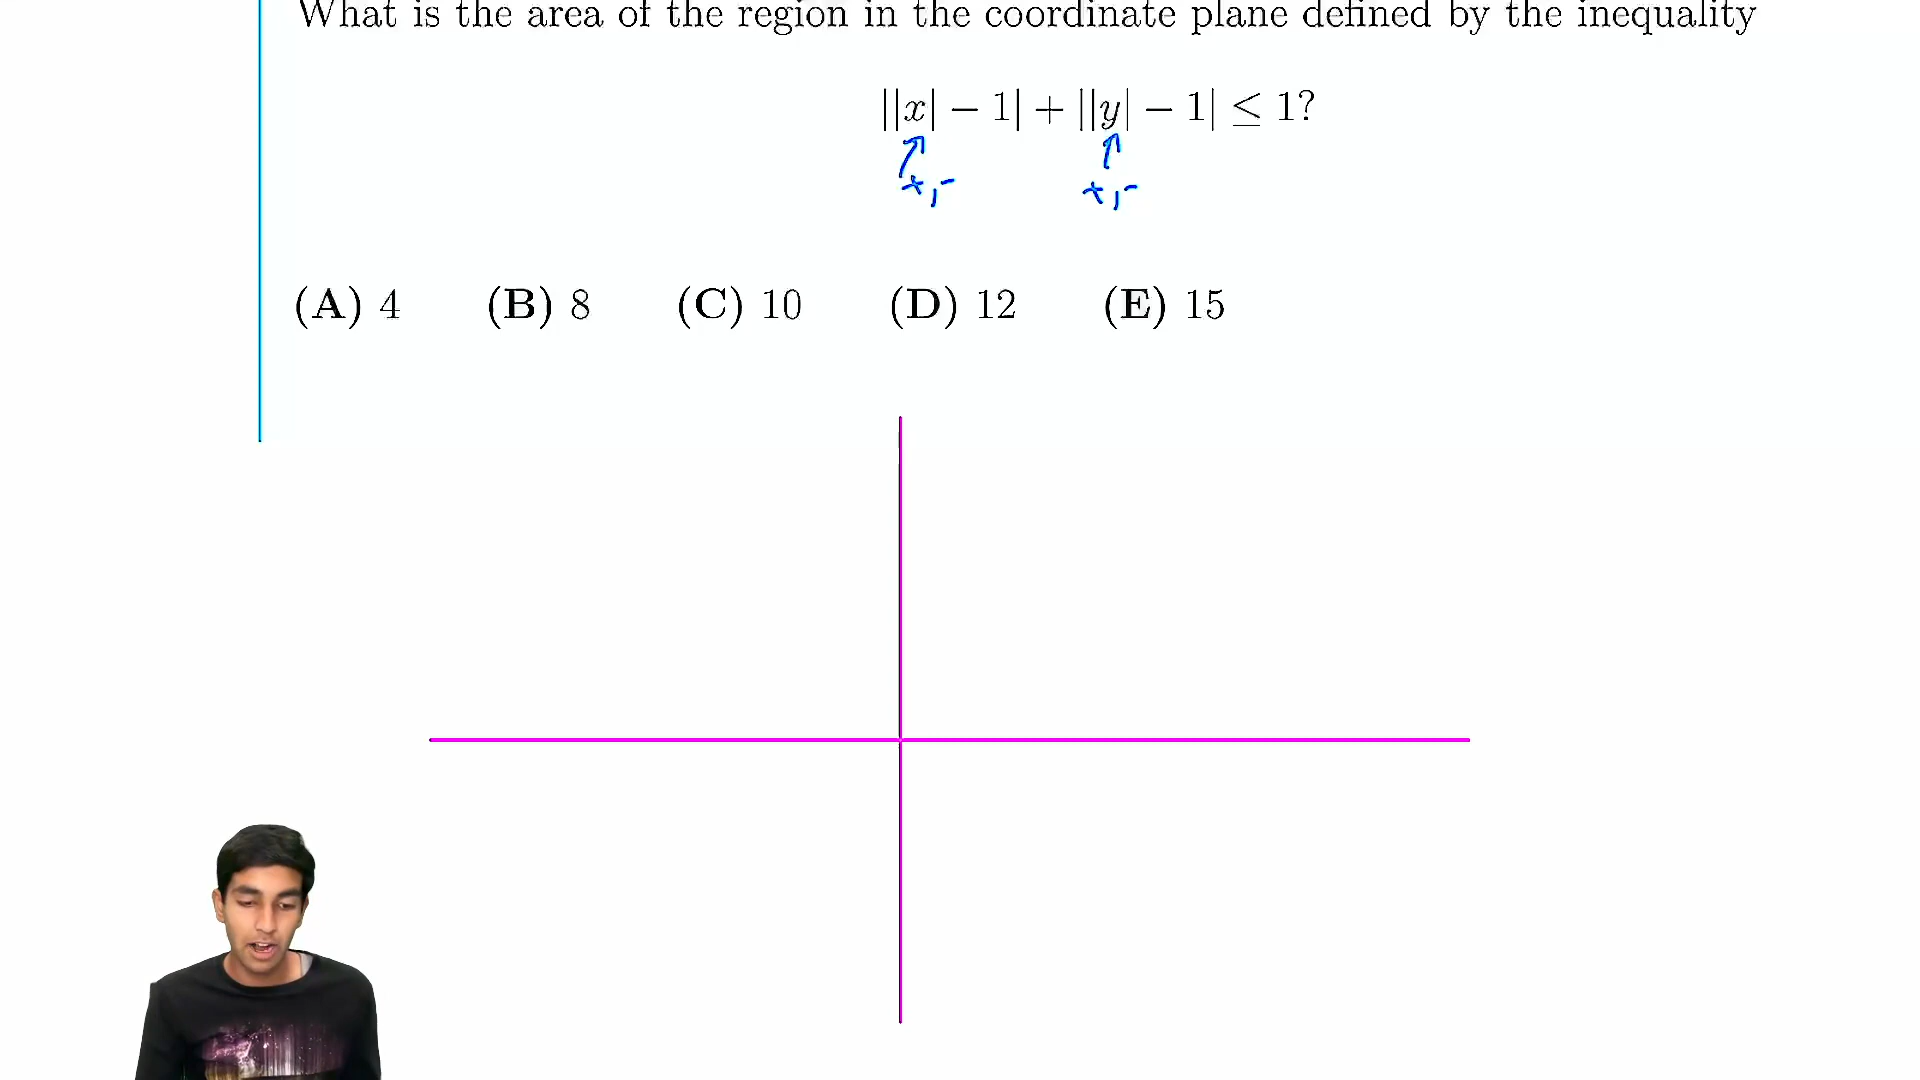 What is the area of the region in the coordinate plane defined by the inequality
||x| − 1| + ||y| − 1| ≤ 1?
+,- +,-
(A) 4 (B) 8 (C) 10 (D) 12 (E) 15